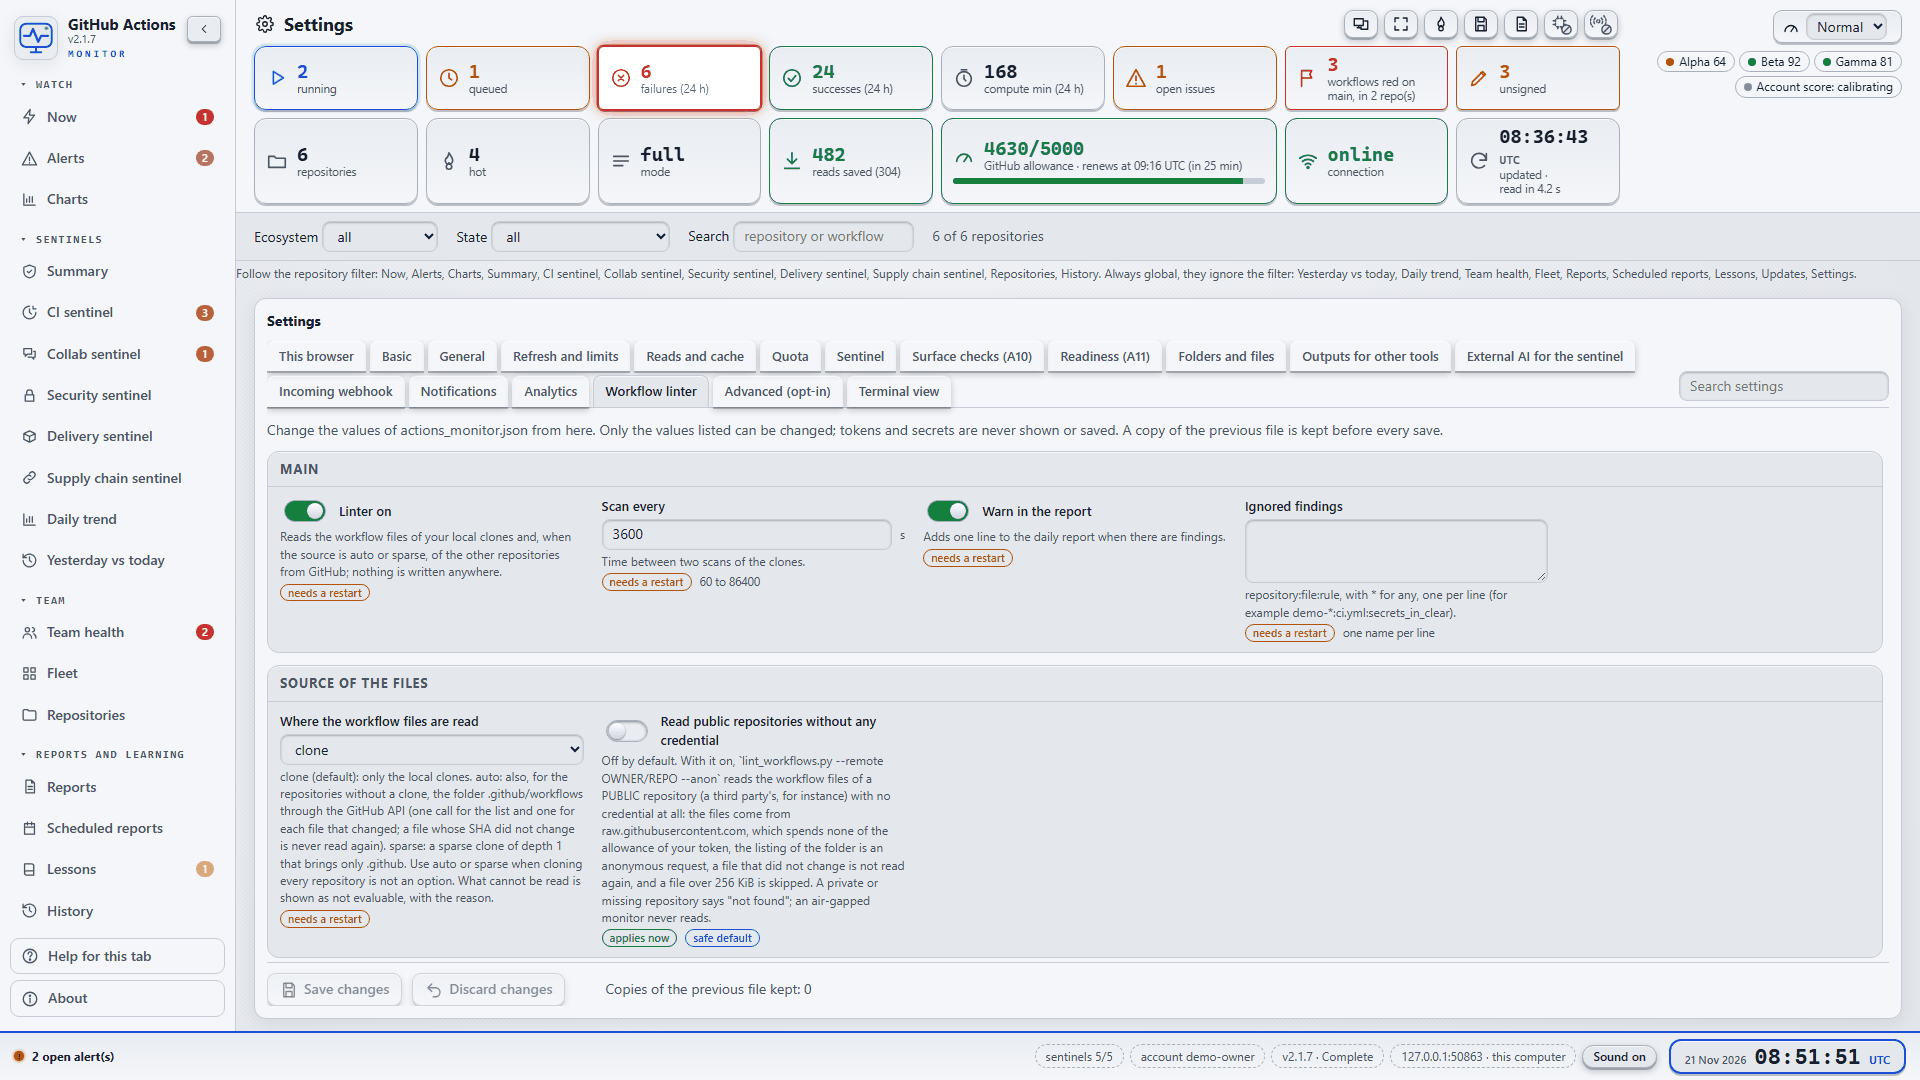 GitHub Actions
v2.1.7
MONITOR
WATCH
Now 1
Alerts 2
Charts
SENTINELS
Summary
CI sentinel 3
Collab sentinel 1
Security sentinel
Delivery sentinel
Supply chain sentinel
Daily trend
Yesterday vs today
TEAM
Team health 2
Fleet
Repositories
REPORTS AND LEARNING
Reports
Scheduled reports
Lessons 1
History
Help for this tab
About
Settings
Normal
Alpha 64
Beta 92
Gamma 81
Account score: calibrating
2
running
1
queued
6
failures (24 h)
24
successes (24 h)
168
compute min (24 h)
1
open issues
3
workflows red on
main, in 2 repo(s)
3
unsigned
6
repositories
4
hot
full
mode
482
reads saved (304)
4630/5000
GitHub allowance · renews at 09:16 UTC (in 25 min)
online
connection
08:36:43
UTC
updated ·
read in 4.2 s
Ecosystem all State all Search repository or workflow 6 of 6 repositories
Follow the repository filter: Now, Alerts, Charts, Summary, CI sentinel, Collab sentinel, Security sentinel, Delivery sentinel, Supply chain sentinel, Repositories, History. Always global, they ignore the filter: Yesterday vs today, Daily trend, Team health, Fleet, Reports, Scheduled reports, Lessons, Updates, Settings.
Settings
This browser Basic General Refresh and limits Reads and cache Quota Sentinel Surface checks (A10) Readiness (A11) Folders and files Outputs for other tools External AI for the sentinel
Incoming webhook Notifications Analytics Workflow linter Advanced (opt-in) Terminal view
Search settings
Change the values of actions_monitor.json from here. Only the values listed can be changed; tokens and secrets are never shown or saved. A copy of the previous file is kept before every save.
MAIN
Linter on
Reads the workflow files of your local clones and, when
the source is auto or sparse, of the other repositories
from GitHub; nothing is written anywhere.
needs a restart
Scan every
3600 s
Time between two scans of the clones.
needs a restart 60 to 86400
Warn in the report
Adds one line to the daily report when there are findings.
needs a restart
Ignored findings
repository:file:rule, with * for any, one per line (for
example demo-*:ci.yml:secrets_in_clear).
needs a restart one name per line
SOURCE OF THE FILES
Where the workflow files are read
clone
clone (default): only the local clones. auto: also, for the
repositories without a clone, the folder .github/workflows
through the GitHub API (one call for the list and one for
each file that changed; a file whose SHA did not change
is never read again). sparse: a sparse clone of depth 1
that brings only .github. Use auto or sparse when cloning
every repository is not an option. What cannot be read is
shown as not evaluable, with the reason.
needs a restart
Read public repositories without any
credential
Off by default. With it on, `lint_workflows.py --remote
OWNER/REPO --anon` reads the workflow files of a
PUBLIC repository (a third party's, for instance) with no
credential at all: the files come from
raw.githubusercontent.com, which spends none of the
allowance of your token, the listing of the folder is an
anonymous request, a file that did not change is not read
again, and a file over 256 KiB is skipped. A private or
missing repository says "not found"; an air-gapped
monitor never reads.
applies now safe default
Save changes Discard changes Copies of the previous file kept: 0
2 open alert(s)
sentinels 5/5 account demo-owner v2.1.7 · Complete 127.0.0.1:50863 · this computer Sound on 21 Nov 2026 08:51:51 UTC